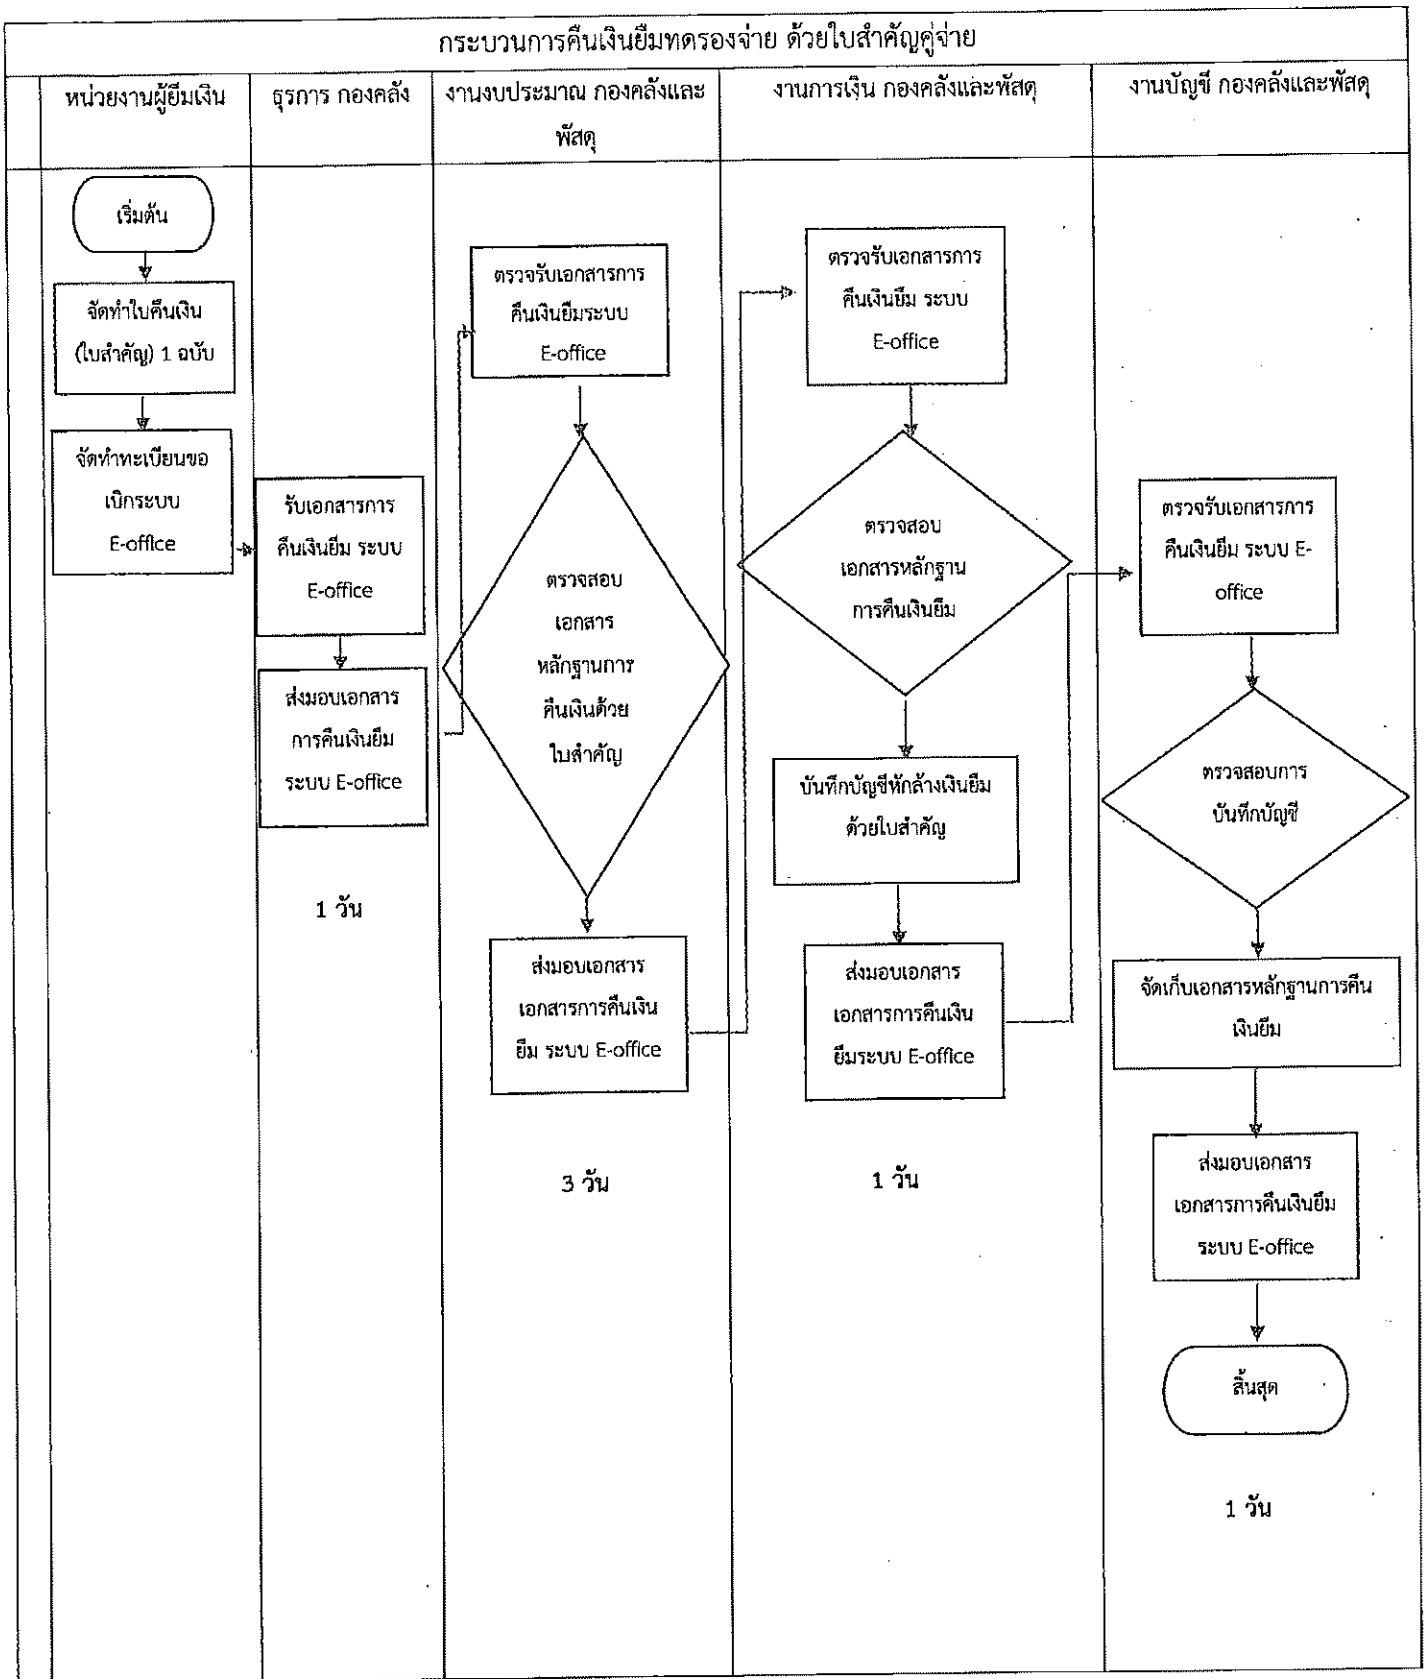 กระบวนการคืนเงินยืมทดรองจ่าย ด้วยใบสำคัญคู่จ่าย
หน่วยงานผู้ยืมเงิน
ธุรการ กองคลัง
งานงบประมาณ กองคลังและ
พัสดุ
งานการเงิน กองคลังและพัสดุ
งานบัญชี กองคลังและพัสดุ
เริ่มต้น
จัดทำใบคืนเงิน
(ใบสำคัญ) 1 ฉบับ
จัดทำทะเบียนขอ
เบิกระบบ
E-office
รับเอกสารการ
คืนเงินยืม ระบบ
E-office
ส่งมอบเอกสาร
การคืนเงินยืม
ระบบ E-office
1 วัน
ตรวจรับเอกสารการ
คืนเงินยืมระบบ
E-office
ตรวจสอบ
เอกสาร
หลักฐานการ
คืนเงินด้วย
ใบสำคัญ
ส่งมอบเอกสาร
เอกสารการคืนเงิน
ยืม ระบบ E-office
3 วัน
ตรวจรับเอกสารการ
คืนเงินยืม ระบบ
E-office
ตรวจสอบ
เอกสารหลักฐาน
การคืนเงินยืม
บันทึกบัญชีหักล้างเงินยืม
ด้วยใบสำคัญ
ส่งมอบเอกสาร
เอกสารการคืนเงิน
ยืมระบบ E-office
1 วัน
ตรวจรับเอกสารการ
คืนเงินยืม ระบบ E-
office
ตรวจสอบการ
บันทึกบัญชี
จัดเก็บเอกสารหลักฐานการคืน
เงินยืม
ส่งมอบเอกสาร
เอกสารการคืนเงินยืม
ระบบ E-office
สิ้นสุด
1 วัน